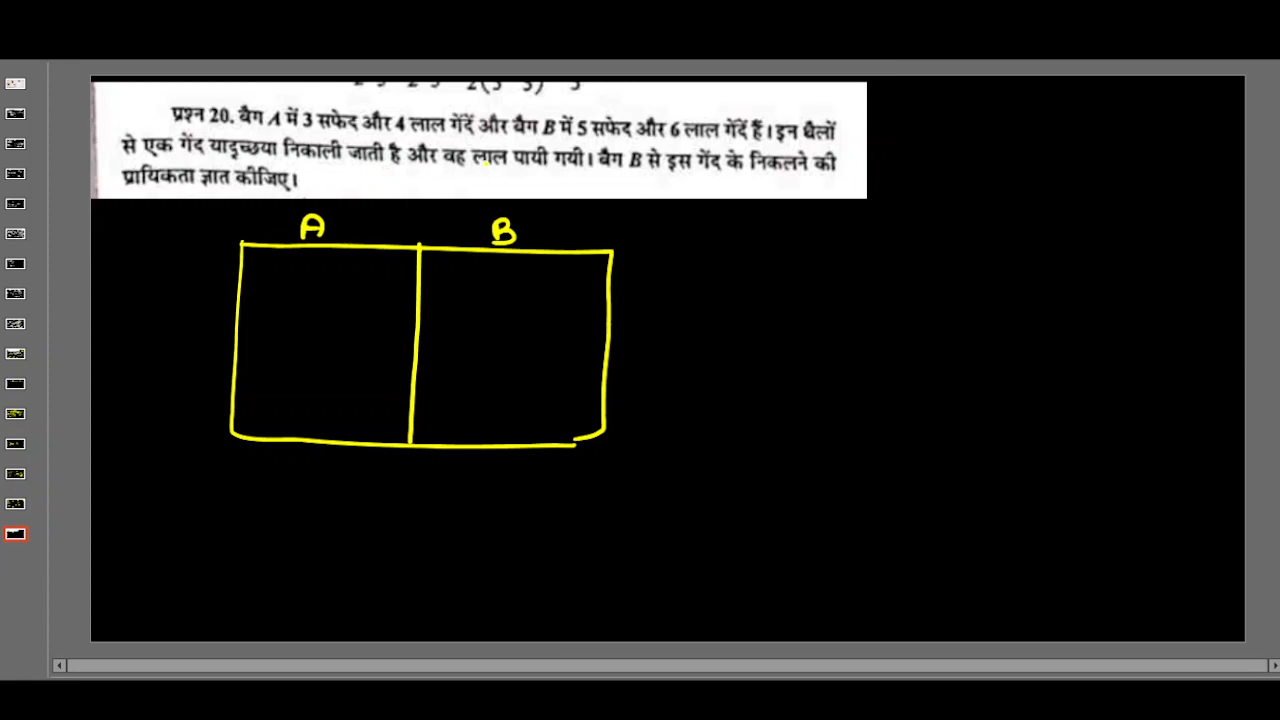 प्रश्न 20. बैग A में 3 सफेद और 4 लाल गेंदें और बैग B में 5 सफेद और 6 लाल गेंदें हैं। इन थैलों
से एक गेंद यादृच्छया निकाली जाती है और वह लाल पायी गयी। बैग B से इस गेंद के निकलने की
प्रायिकता ज्ञात कीजिए।
A B